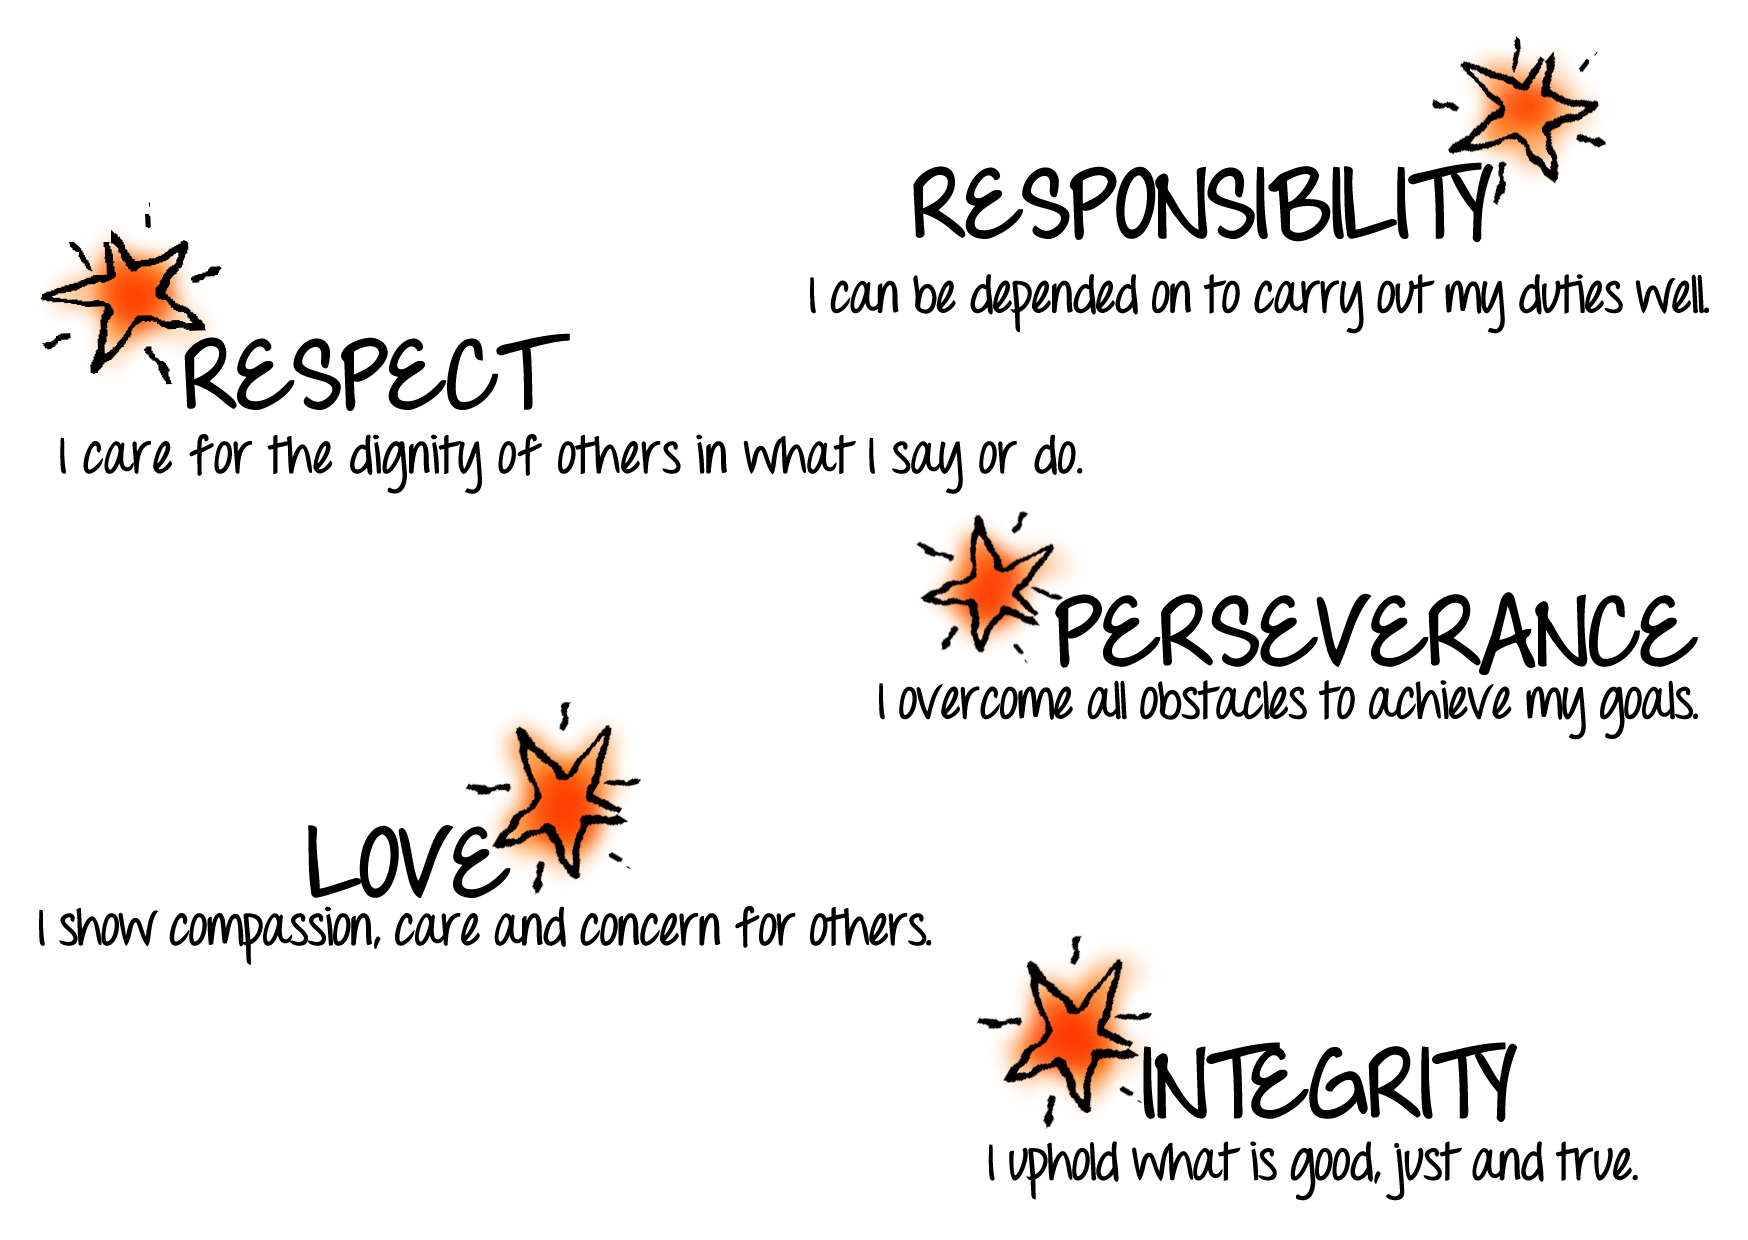 RESPONSIBILITY
I can be depended on to carry out my duties well.
RESPECT
I care for the dignity of others in what I say or do.
PERSEVERANCE
I overcome all obstacles to achieve my goals.
LOVE
I show compassion, care and concern for others.
INTEGRITY
I uphold what is good, just and true.